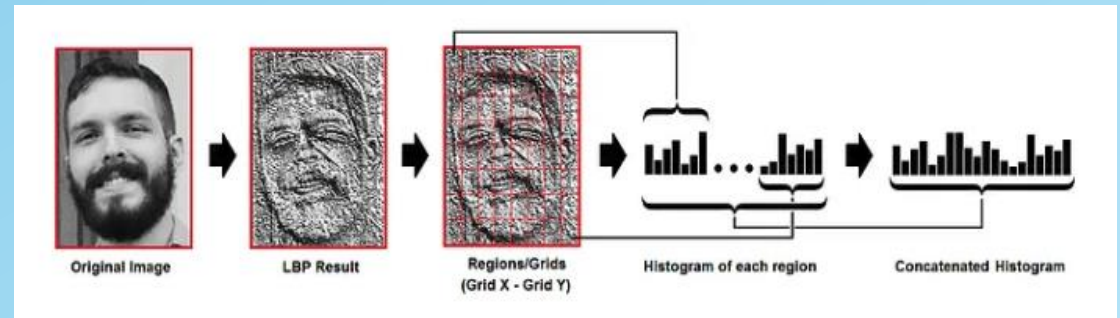 Original Image
LBP Result
Regions/Grids
(Grid X - Grid Y)
Histogram of each region
Concatenated Histogram